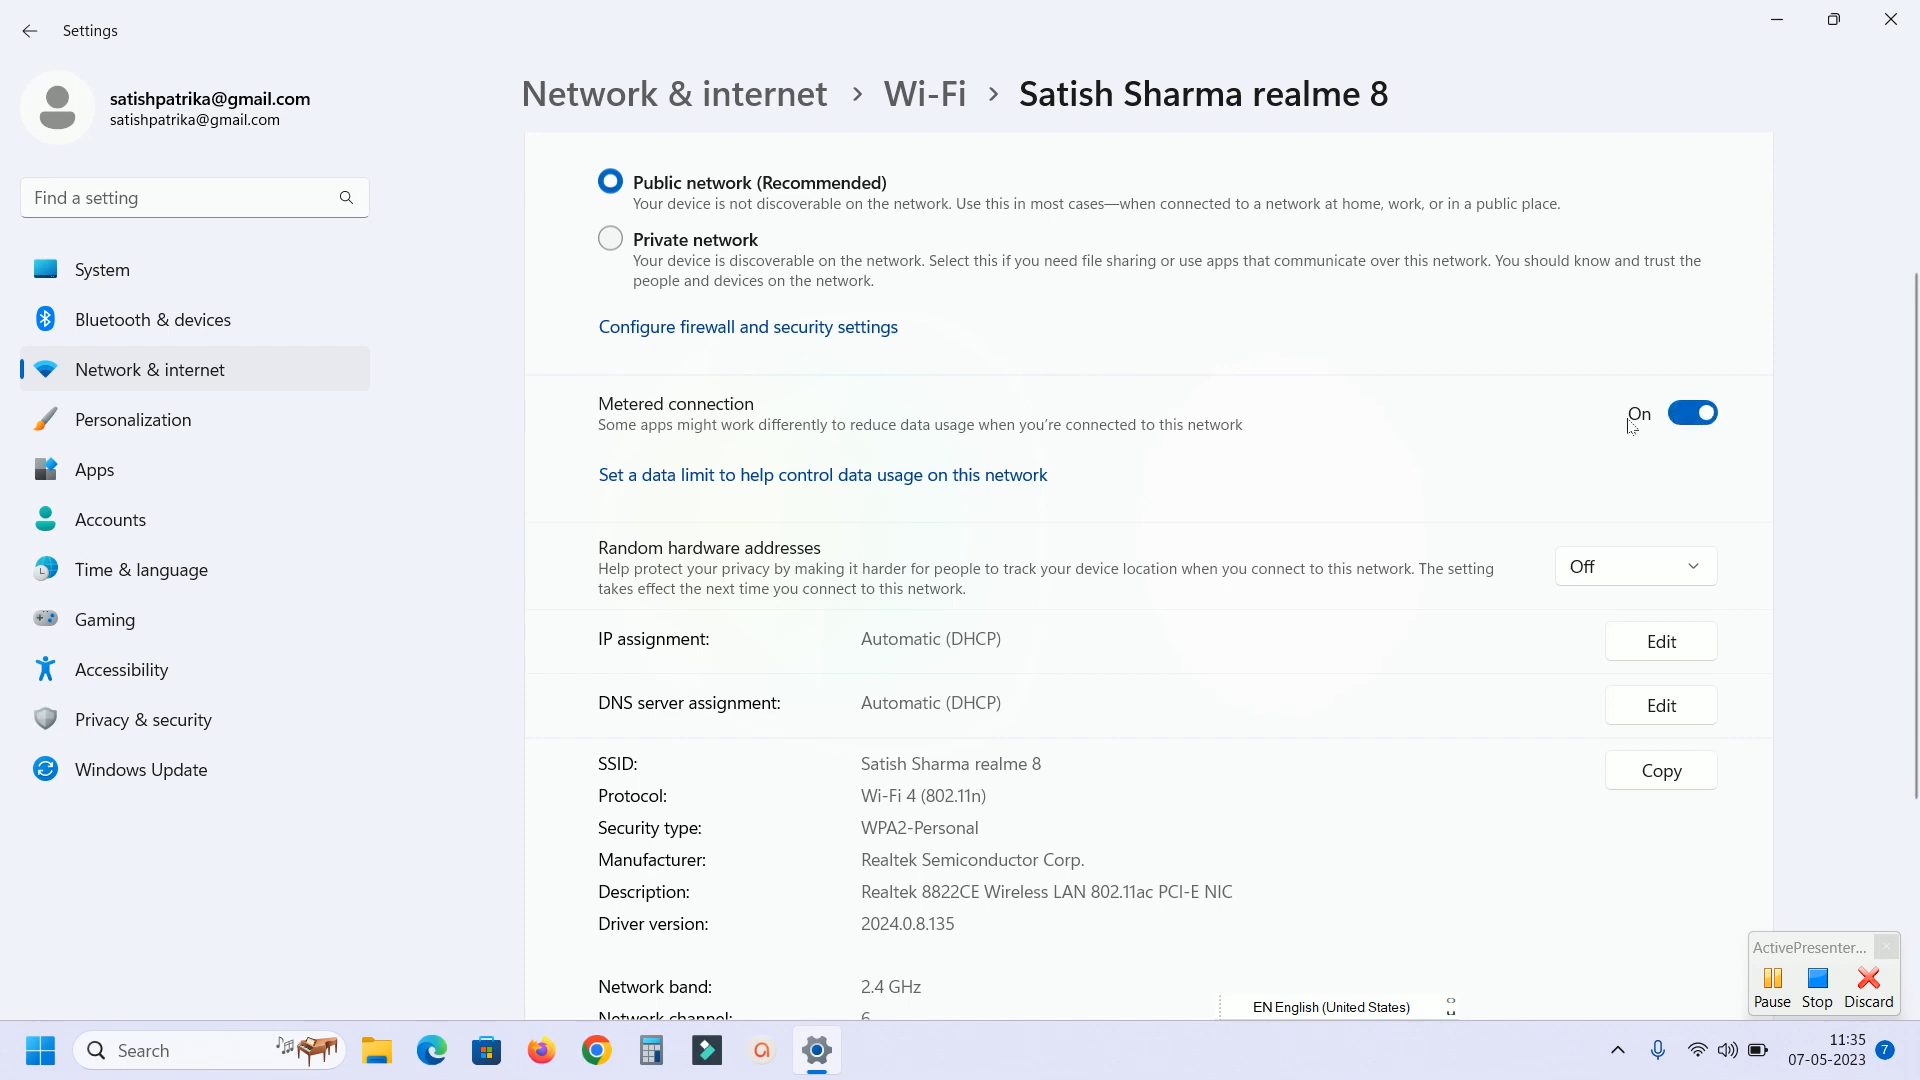 Settings
satishpatrika@gmail.com
satishpatrika@gmail.com
Find a setting
System
Bluetooth & devices
Network & internet
Personalization
Apps
Accounts
Time & language
Gaming
Accessibility
Privacy & security
Windows Update
Network & internet > Wi-Fi > Satish Sharma realme 8
Public network (Recommended)
Your device is not discoverable on the network. Use this in most cases—when connected to a network at home, work, or in a public place.
Private network
Your device is discoverable on the network. Select this if you need file sharing or use apps that communicate over this network. You should know and trust the
people and devices on the network.
Configure firewall and security settings
Metered connection
Some apps might work differently to reduce data usage when you're connected to this network
On
Set a data limit to help control data usage on this network
Random hardware addresses
Help protect your privacy by making it harder for people to track your device location when you connect to this network. The setting
takes effect the next time you connect to this network.
Off
IP assignment: Automatic (DHCP) Edit
DNS server assignment: Automatic (DHCP) Edit
SSID: Satish Sharma realme 8 Copy
Protocol: Wi-Fi 4 (802.11n)
Security type: WPA2-Personal
Manufacturer: Realtek Semiconductor Corp.
Description: Realtek 8822CE Wireless LAN 802.11ac PCI-E NIC
Driver version: 2024.0.8.135
Network band: 2.4 GHz
Network channel: 6
ActivePresenter...
Pause Stop Discard
EN English (United States)
Search
11:35
07-05-2023
7